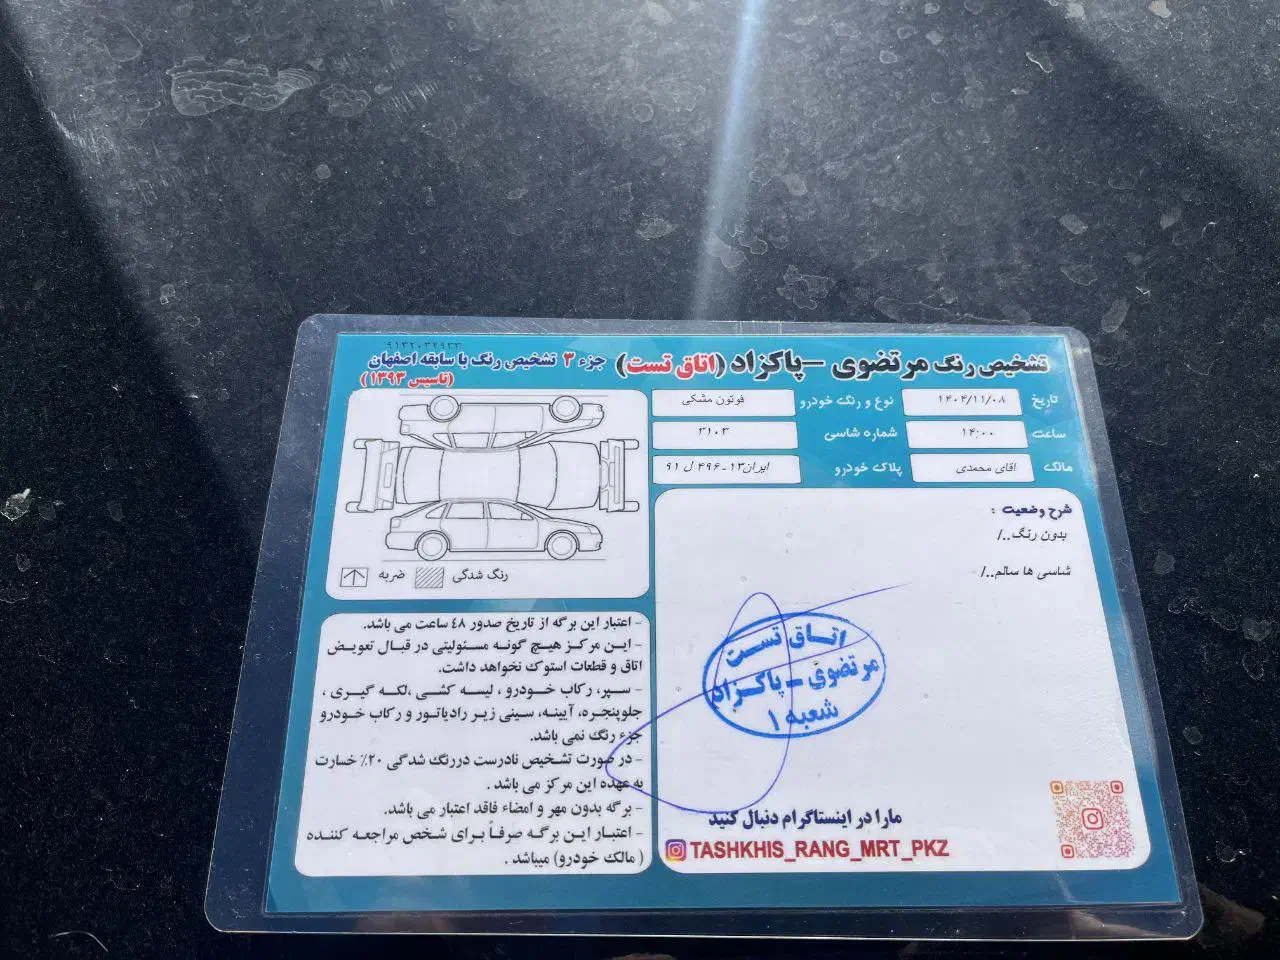 ۹۱۳۲۰۳۲۹۳۳
تشخیص رنگ مرتضوی – پاکزاد (اتاق تست) جزء ۳ تشخیص رنگ با سابقه اصفهان
(تاسیس ۱۳۹۳)
تاریخ ۱۴۰۴/۱۱/۰۸ نوع و رنگ خودرو فوتون مشکی
ساعت ۱۴:۰۰ شماره شاسی ۳۱۰۳
مالک اقای محمدی پلاک خودرو ایران۱۳-۴۹۶ ل ۹۱
شرح وضعیت :
بدون رنگ../
شاسی ها سالم../
اتاق تست
مرتضوی – پاکزاد
شعبه ۱
مارا در اینستاگرام دنبال کنید
TASHKHIS_RANG_MRT_PKZ
رنگ شدگی ضربه
- اعتبار این برگه از تاریخ صدور ٤٨ ساعت می باشد.
- این مرکز هیچ گونه مسئولیتی در قبال تعویض
اتاق و قطعات استوک نخواهد داشت.
- سپر، رکاب خودرو ، لیسه کشی ،لکه گیری ،
جلوپنجره، آیینه، سینی زیر رادیاتور و رکاب خودرو
جزء رنگ نمی باشد.
- در صورت تشخیص نادرست دررنگ شدگی ۲۰٪ خسارت
به عهده این مرکز می باشد .
- برگه بدون مهر و امضاء فاقد اعتبار می باشد.
- اعتبار این برگه صرفاً برای شخص مراجعه کننده
( مالک خودرو) میباشد .